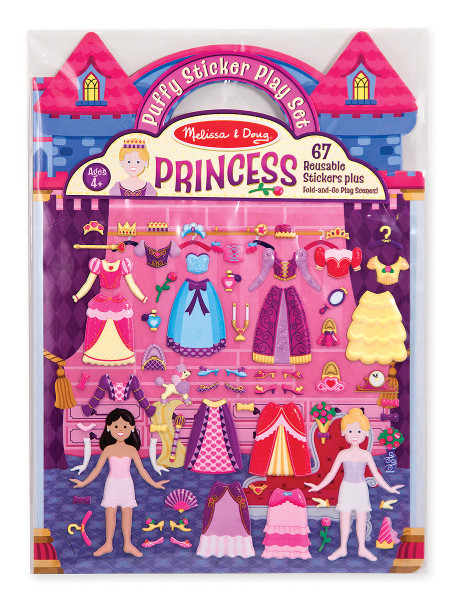 Puffy Sticker Play Set
Melissa & Doug
Ages
4+
PRINCESS
67
Reusable
Stickers plus
Fold-and-Go Play Scenes!
?